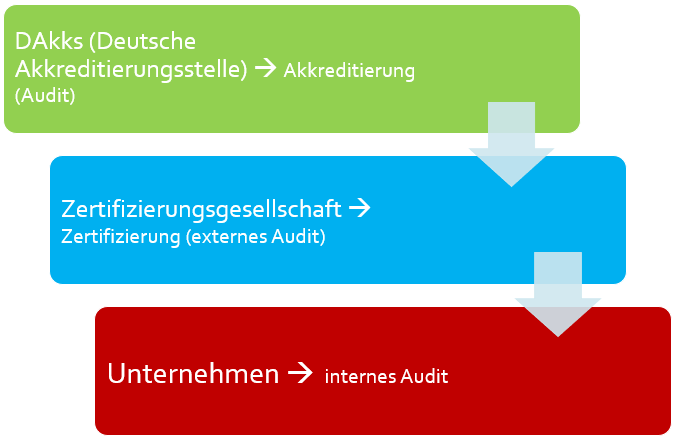 DAkks (Deutsche
Akkreditierungsstelle) → Akkreditierung
(Audit)
Zertifizierungsgesellschaft →
Zertifizierung (externes Audit)
Unternehmen → internes Audit